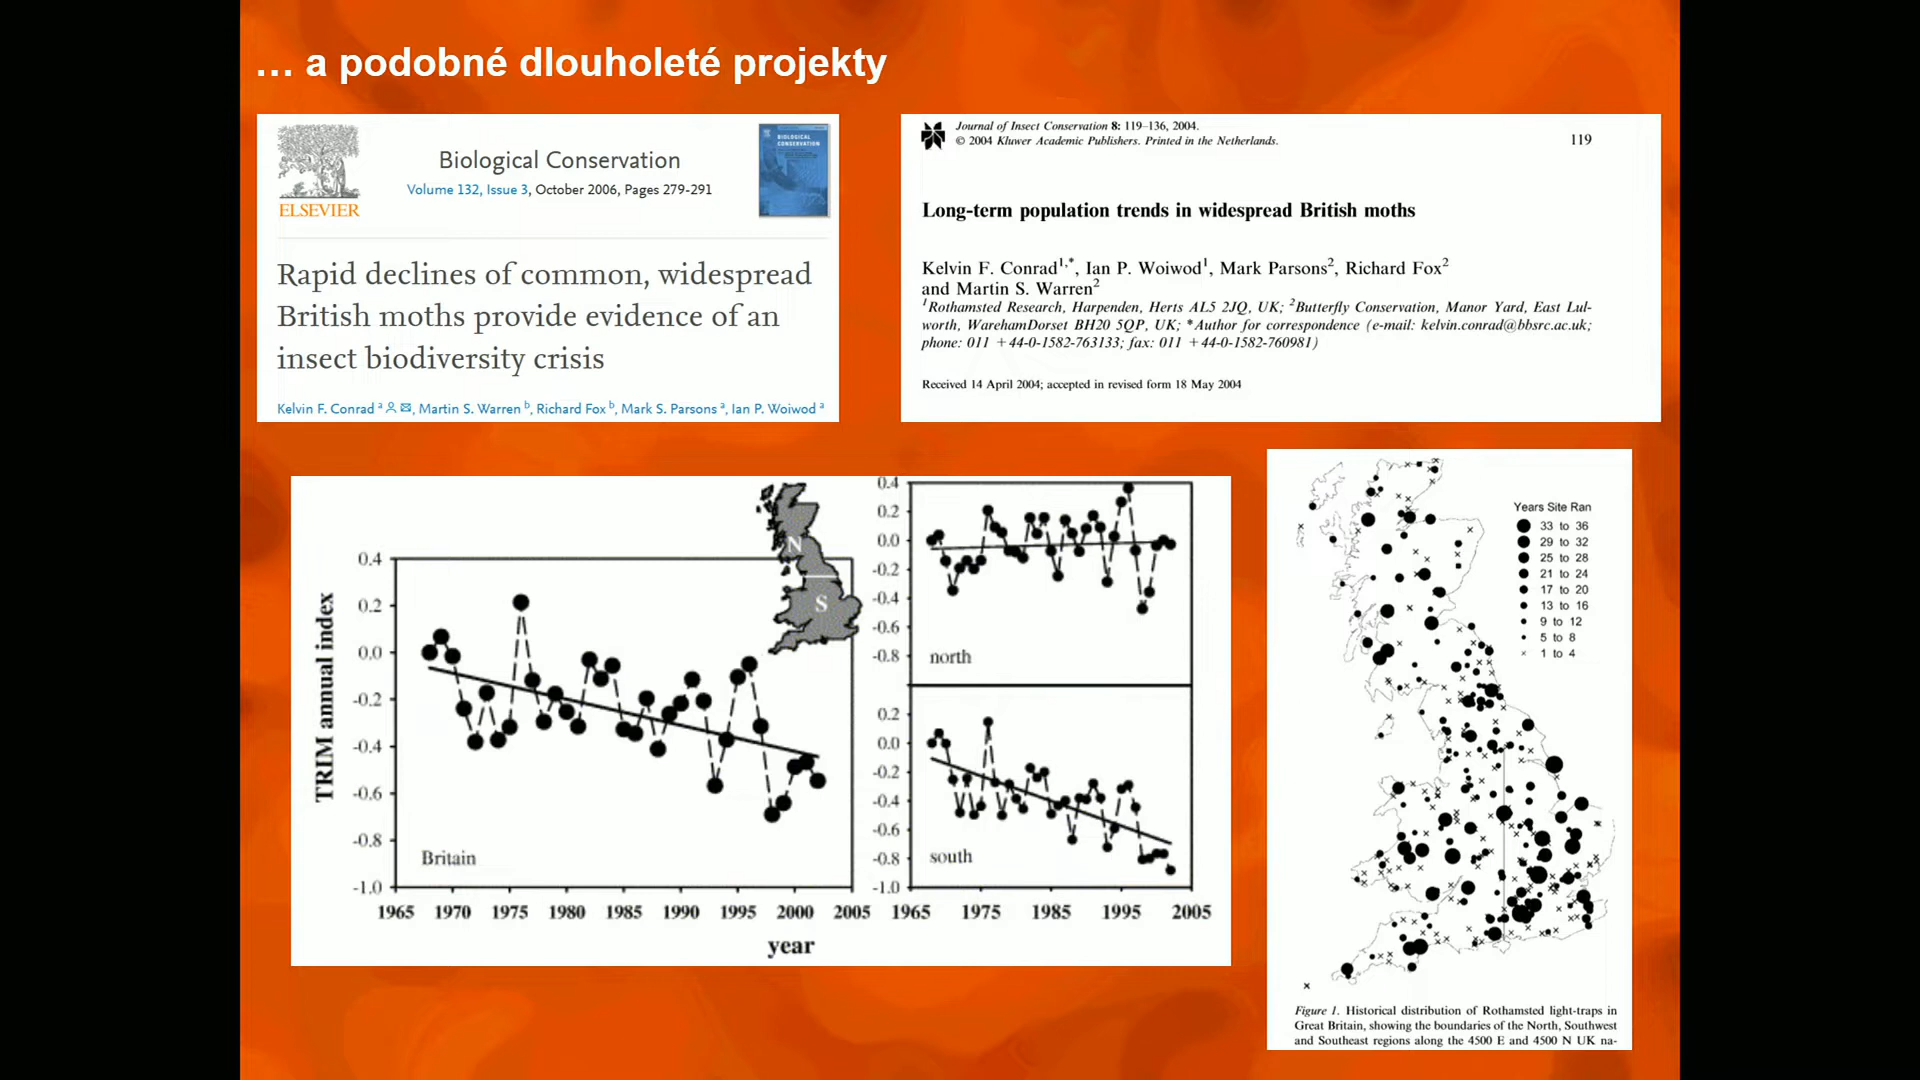 ... a podobné dlouholeté projekty
ELSEVIER
Biological Conservation
Volume 132, Issue 3, October 2006, Pages 279-291
BIOLOGICAL
CONSERVATION
Rapid declines of common, widespread
British moths provide evidence of an
insect biodiversity crisis
Kelvin F. Conrad a, Martin S. Warren b, Richard Fox b, Mark S. Parsons a, Ian P. Woiwod a
Journal of Insect Conservation 8: 119–136, 2004.
© 2004 Kluwer Academic Publishers. Printed in the Netherlands.
119
Long-term population trends in widespread British moths
Kelvin F. Conrad1,*, Ian P. Woiwod1, Mark Parsons2, Richard Fox2
and Martin S. Warren2
1Rothamsted Research, Harpenden, Herts AL5 2JQ, UK; 2Butterfly Conservation, Manor Yard, East Lul-
worth, WarehamDorset BH20 5QP, UK; *Author for correspondence (e-mail: kelvin.conrad@bbsrc.ac.uk;
phone: 011 +44-0-1582-763133; fax: 011 +44-0-1582-760981)
Received 14 April 2004; accepted in revised form 18 May 2004
TRIM annual index
0.4
0.2
0.0
-0.2
-0.4
-0.6
-0.8
-1.0
Britain
1965 1970 1975 1980 1985 1990 1995 2000 2005
N
S
0.4
0.2
0.0
-0.2
-0.4
-0.6
-0.8
north
0.2
0.0
-0.2
-0.4
-0.6
-0.8
-1.0
south
1965 1975 1985 1995 2005
year
Years Site Ran
33 to 36
29 to 32
25 to 28
21 to 24
17 to 20
13 to 16
9 to 12
5 to 8
1 to 4
Figure 1. Historical distribution of Rothamsted light-traps in
Great Britain, showing the boundaries of the North, Southwest
and Southeast regions along the 4500 E and 4500 N UK na-